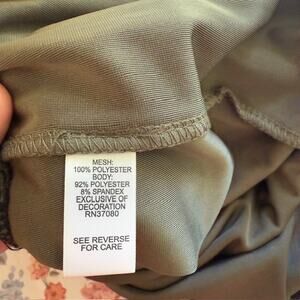 MESH:
100% POLYESTER
BODY:
92% POLYESTER
8% SPANDEX
EXCLUSIVE OF
DECORATION
RN37080
SEE REVERSE
FOR CARE